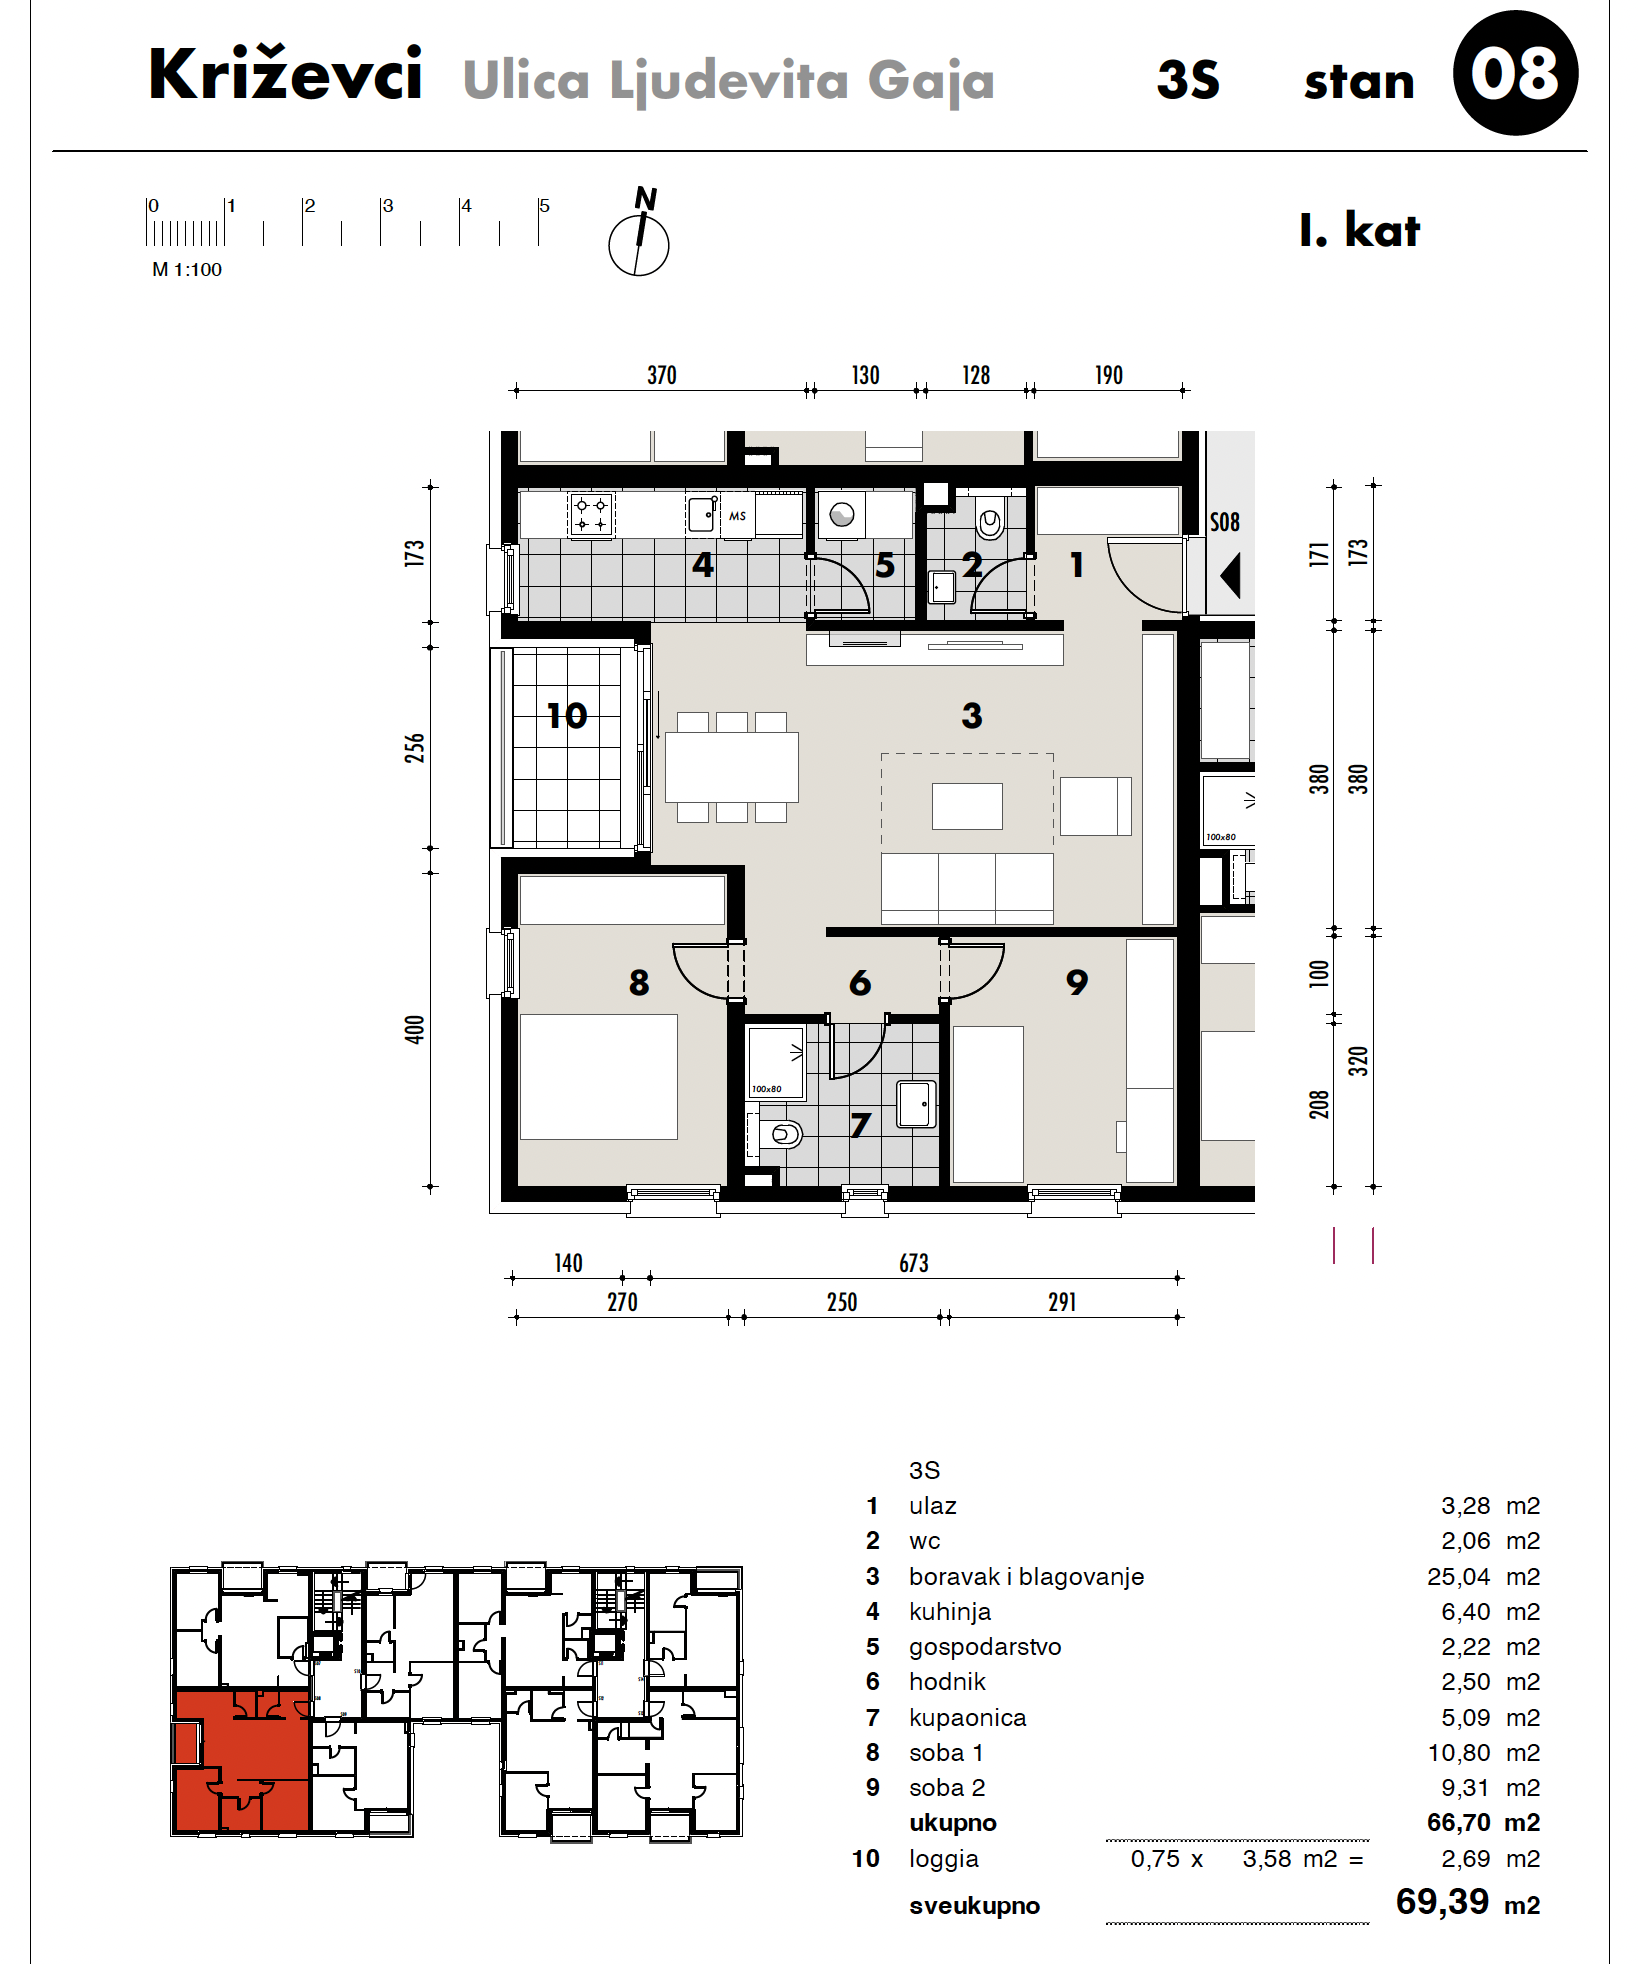 Križevci Ulica Ljudevita Gaja 3S stan 08
0 1 2 3 4 5
N
M 1:100
I. kat
370 130 128 190
173
256
400
171 173
380 380
100
320
208
S08
MS
4 5 2 1
10 3
100x80
8 6 9
100x80
7
140 673
270 250 291
3S
1 ulaz 3,28 m2
2 wc 2,06 m2
3 boravak i blagovanje 25,04 m2
4 kuhinja 6,40 m2
5 gospodarstvo 2,22 m2
6 hodnik 2,50 m2
7 kupaonica 5,09 m2
8 soba 1 10,80 m2
9 soba 2 9,31 m2
ukupno 66,70 m2
10 loggia 0,75 x 3,58 m2 = 2,69 m2
sveukupno 69,39 m2